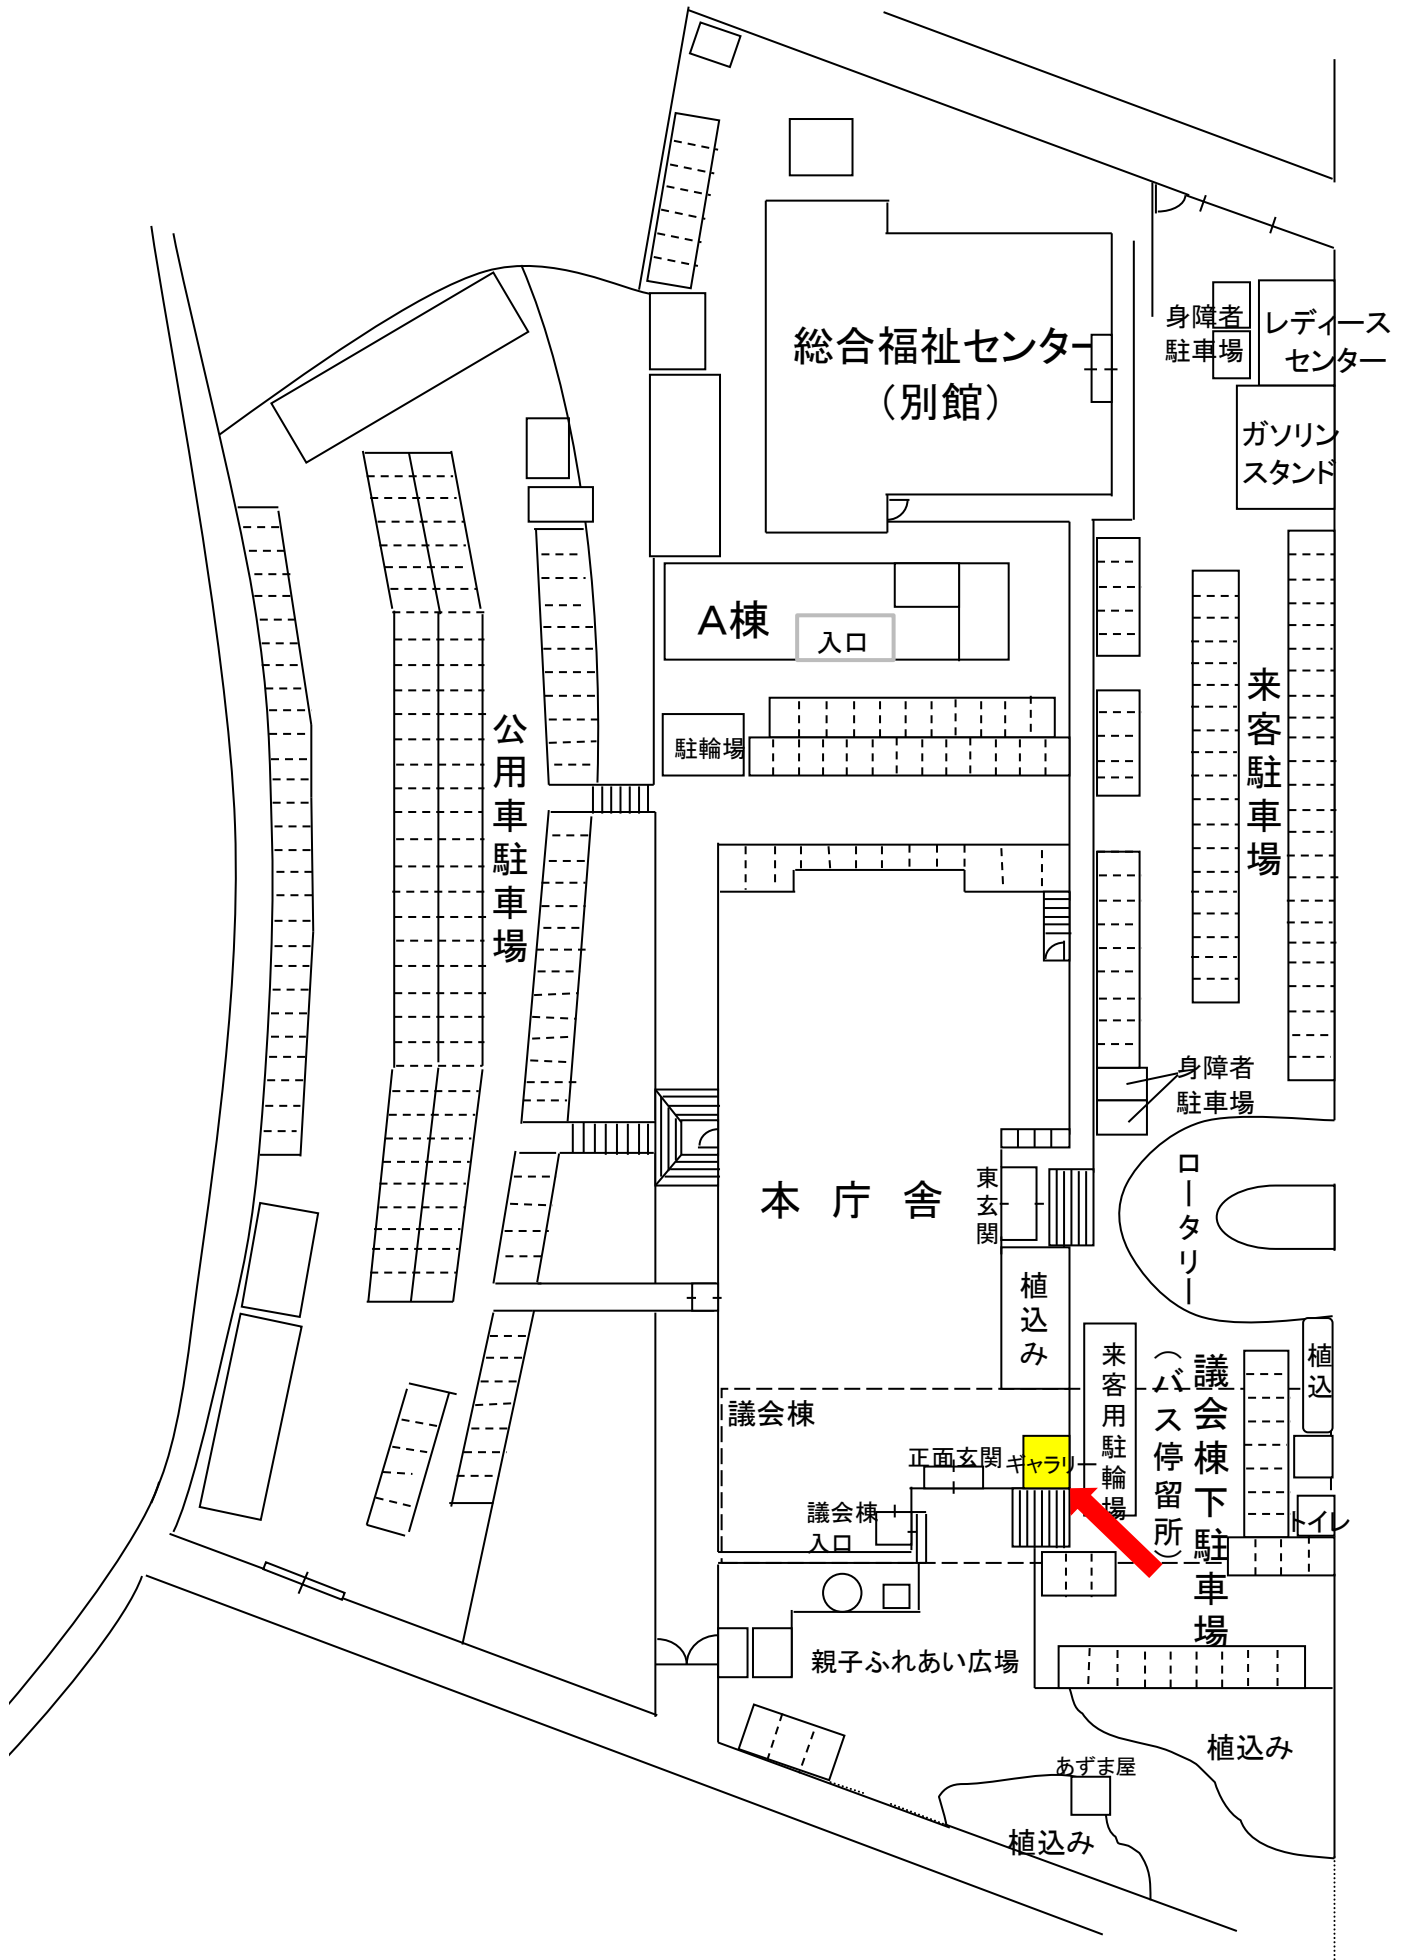 総合福祉センター
（別館）
身障者
駐車場
レディース
センター
ガソリン
スタンド
A棟
入口
駐輪場
公用車駐車場
来客駐車場
身障者
駐車場
本庁舎
東玄関
ロータリー
植込み
来客用駐輪場
（バス停留所）
議会棟下駐車場
植込
議会棟
正面玄関
ギャラリー
議会棟
入口
トイレ
親子ふれあい広場
植込み
あずま屋
植込み